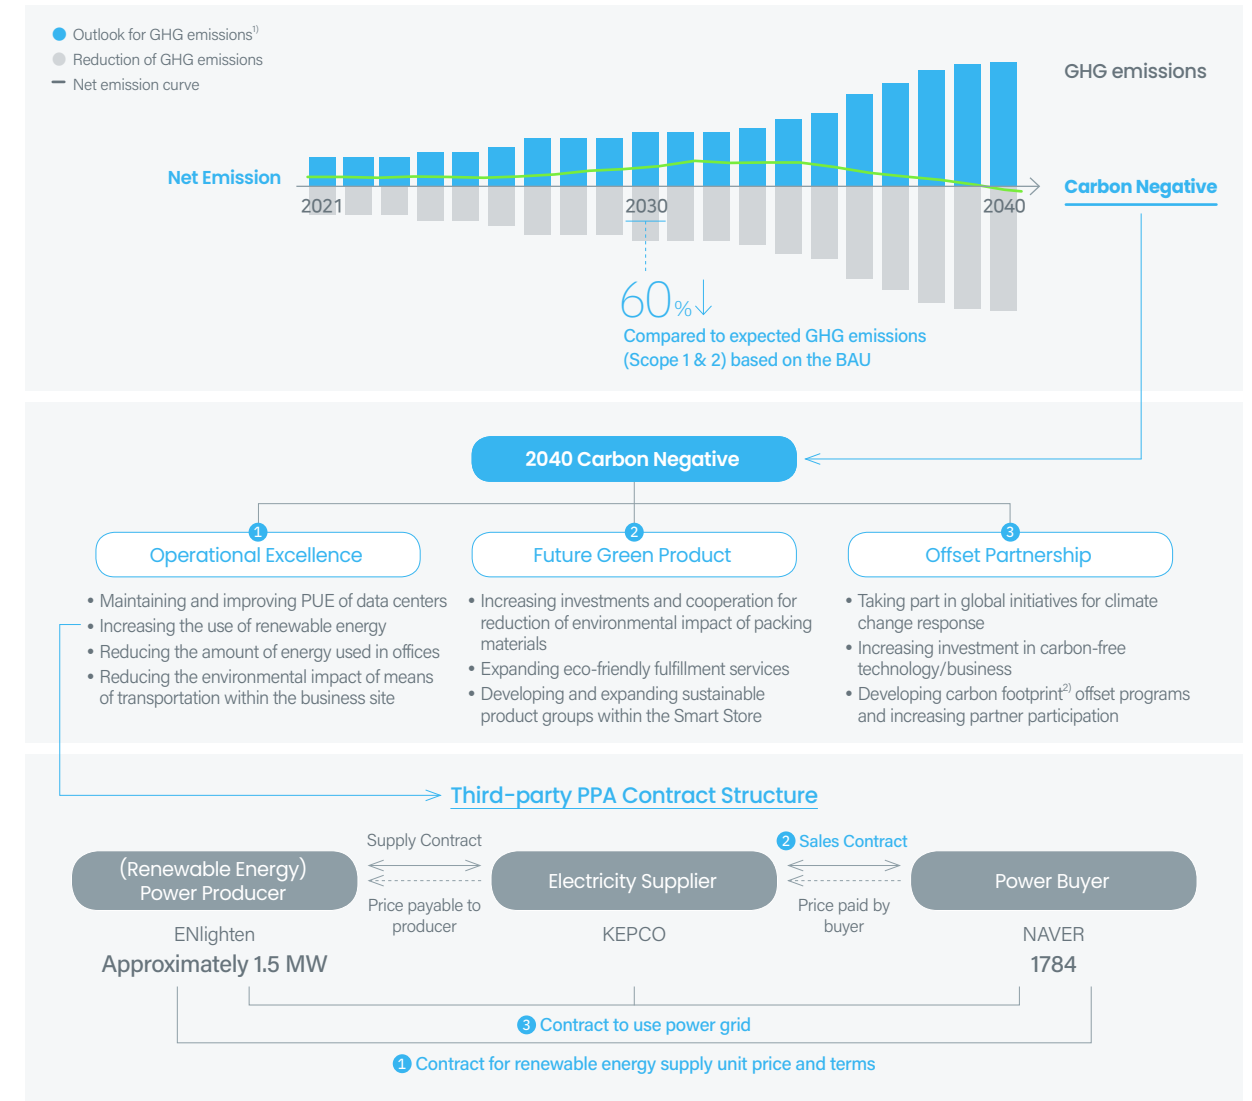 Outlook for GHG emissions1)
Reduction of GHG emissions
Net emission curve
GHG emissions
Net Emission
Carbon Negative
2021
2030
2040
60%↓
Compared to expected GHG emissions
(Scope 1 & 2) based on the BAU
2040 Carbon Negative
1
Operational Excellence
• Maintaining and improving PUE of data centers
• Increasing the use of renewable energy
• Reducing the amount of energy used in offices
• Reducing the environmental impact of means
of transportation within the business site
2
Future Green Product
• Increasing investments and cooperation for
reduction of environmental impact of packing
materials
• Expanding eco-friendly fulfillment services
• Developing and expanding sustainable
product groups within the Smart Store
3
Offset Partnership
• Taking part in global initiatives for climate
change response
• Increasing investment in carbon-free
technology/business
• Developing carbon footprint2) offset programs
and increasing partner participation
Third-party PPA Contract Structure
(Renewable Energy)
Power Producer
ENlighten
Approximately 1.5 MW
Supply Contract
Price payable to
producer
Electricity Supplier
KEPCO
2 Sales Contract
Price paid by
buyer
Power Buyer
NAVER
1784
3 Contract to use power grid
1 Contract for renewable energy supply unit price and terms